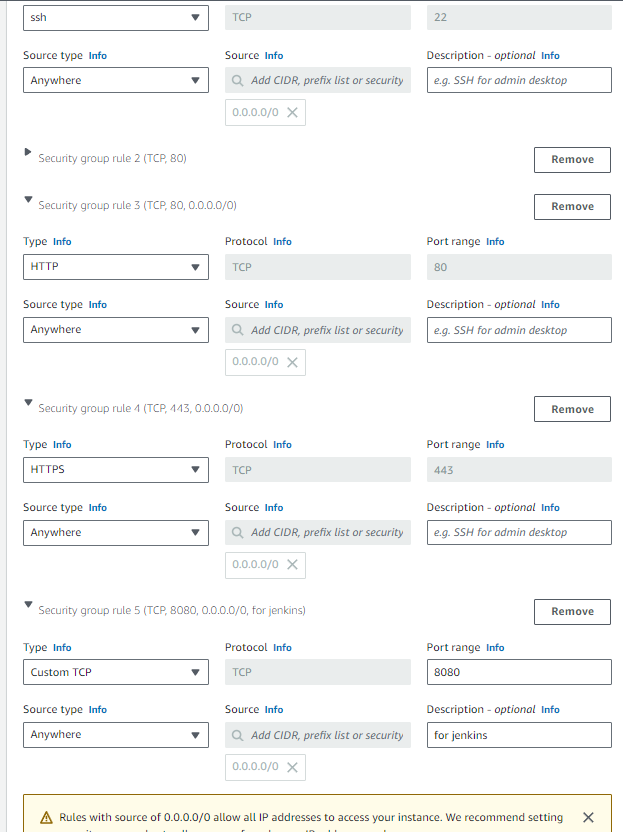 ssh TCP 22
Source type Info Source Info Description - optional Info
Anywhere Add CIDR, prefix list or security e.g. SSH for admin desktop
0.0.0.0/0
Security group rule 2 (TCP, 80) Remove
Security group rule 3 (TCP, 80, 0.0.0.0/0) Remove
Type Info Protocol Info Port range Info
HTTP TCP 80
Source type Info Source Info Description - optional Info
Anywhere Add CIDR, prefix list or security e.g. SSH for admin desktop
0.0.0.0/0
Security group rule 4 (TCP, 443, 0.0.0.0/0) Remove
Type Info Protocol Info Port range Info
HTTPS TCP 443
Source type Info Source Info Description - optional Info
Anywhere Add CIDR, prefix list or security e.g. SSH for admin desktop
0.0.0.0/0
Security group rule 5 (TCP, 8080, 0.0.0.0/0, for jenkins) Remove
Type Info Protocol Info Port range Info
Custom TCP TCP 8080
Source type Info Source Info Description - optional Info
Anywhere Add CIDR, prefix list or security for jenkins
0.0.0.0/0
Rules with source of 0.0.0.0/0 allow all IP addresses to access your instance. We recommend setting